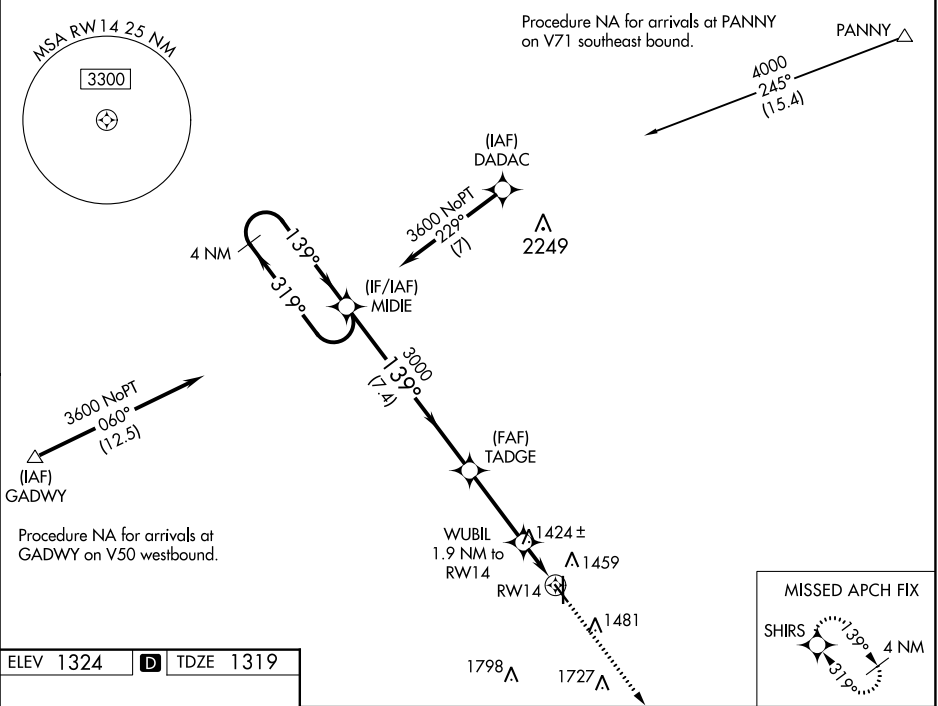 MSA RW14 25 NM
3300
Procedure NA for arrivals at PANNY
on V71 southeast bound.
PANNY
4000
245°
(15.4)
(IAF)
DADAC
3600 NoPT
229°
(7)
2249
4 NM
139°
319°
(IF/IAF)
MIDIE
3000
139°
(7.4)
3600 NoPT
060°
(12.5)
(IAF)
GADWY
Procedure NA for arrivals at
GADWY on V50 westbound.
(FAF)
TADGE
WUBIL
1.9 NM to
RW14
1424 ±
1459
RW14
1481
1798
1727
MISSED APCH FIX
SHIRS
139°
4 NM
319°
ELEV 1324 D TDZE 1319